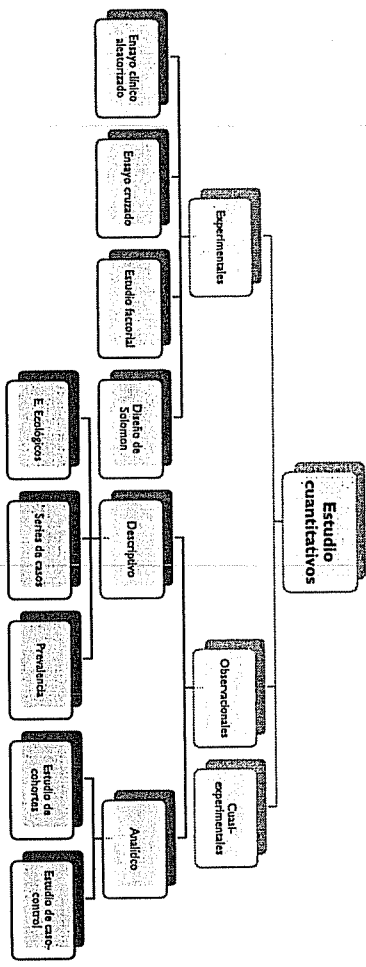 Estudio
cuantitativos
Experimentales
Observacionales
Cuasi-
experimentales
Ensayo clínico
aleatorizado
Ensayo cruzado
Estudio factorial
Diseño de
Solomon
Descriptivo
Analítico
E. Ecológicos
Series de casos
Prevalencia
Estudio de
cohortes
Estudio de caso-
control